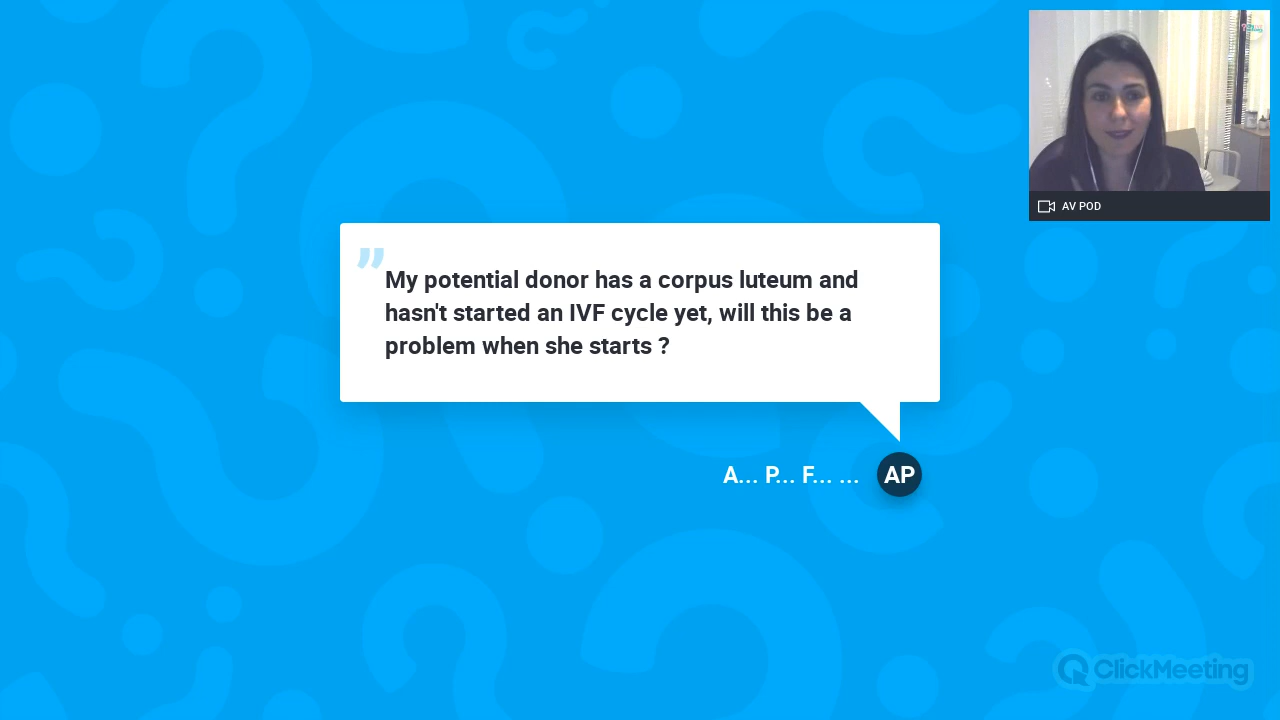 AV POD
My potential donor has a corpus luteum and
hasn't started an IVF cycle yet, will this be a
problem when she starts ?
A... P... F... ...
AP
ClickMeeting